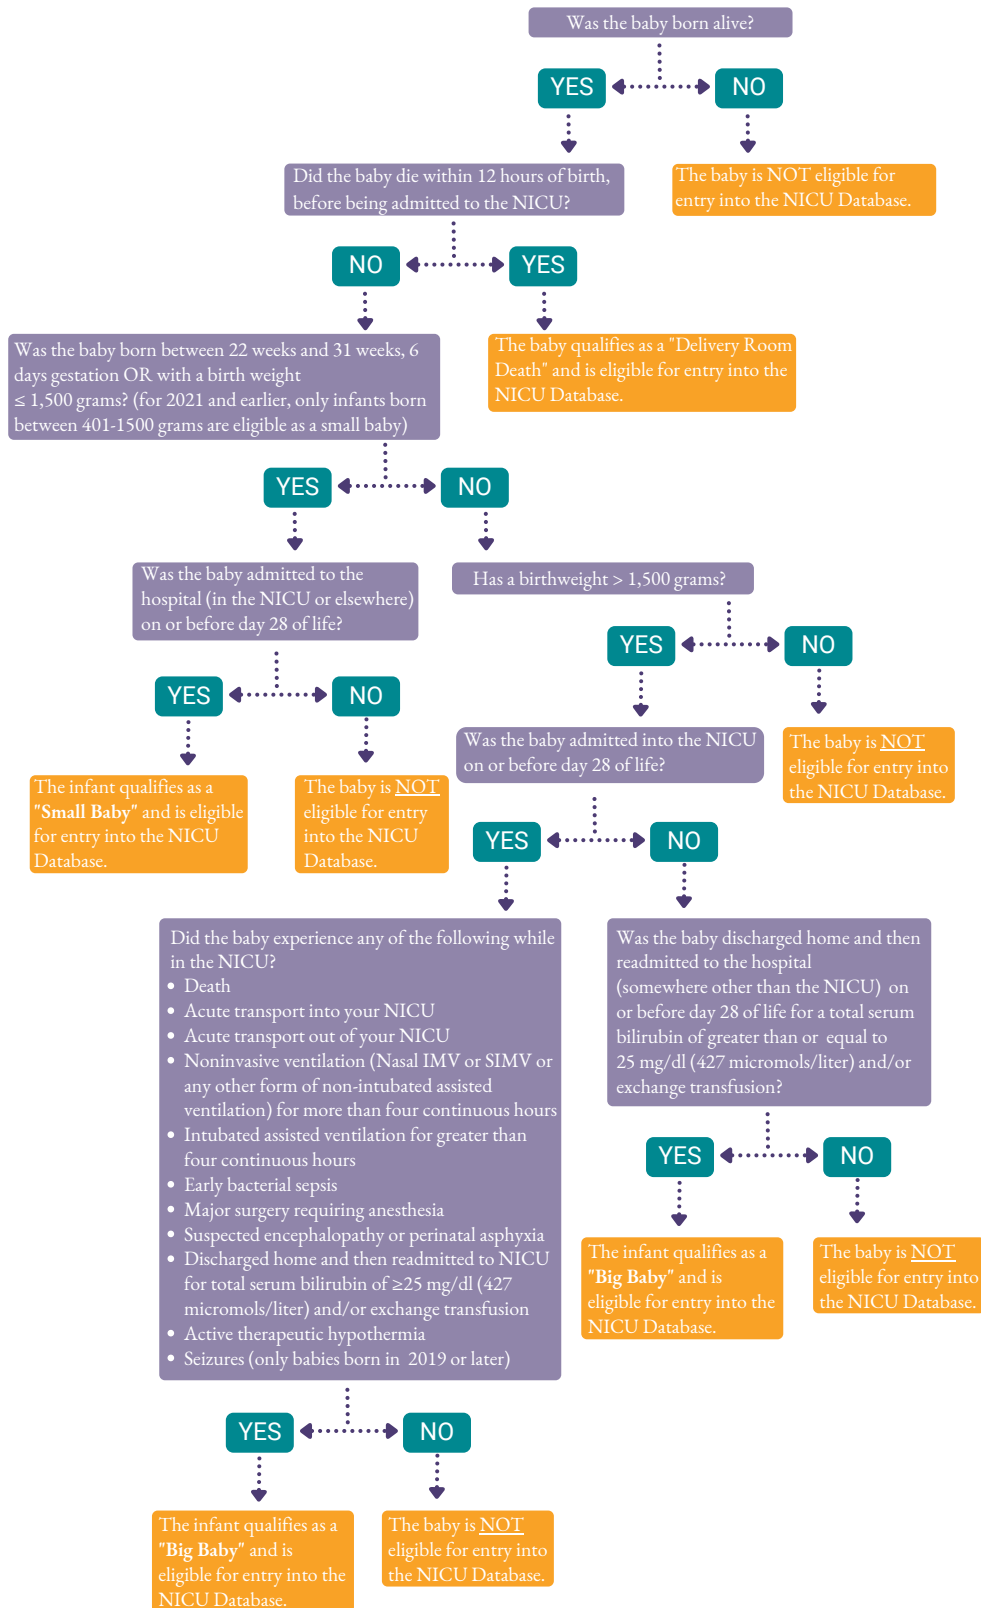 Was the baby born alive?
YES
NO
Did the baby die within 12 hours of birth,
before being admitted to the NICU?
The baby is NOT eligible for
entry into the NICU Database.
NO
YES
Was the baby born between 22 weeks and 31 weeks, 6
days gestation OR with a birth weight
≤ 1,500 grams? (for 2021 and earlier, only infants born
between 401-1500 grams are eligible as a small baby)
The baby qualifies as a "Delivery Room
Death" and is eligible for entry into the
NICU Database.
YES
NO
Was the baby admitted to the
hospital (in the NICU or elsewhere)
on or before day 28 of life?
Has a birthweight > 1,500 grams?
YES
NO
YES
NO
Was the baby admitted into the NICU
on or before day 28 of life?
The baby is NOT
eligible for entry into
the NICU Database.
The infant qualifies as a
"Small Baby" and is eligible
for entry into the NICU
Database.
The baby is NOT
eligible for entry
into the NICU
Database.
YES
NO
Did the baby experience any of the following while
in the NICU?
• Death
• Acute transport into your NICU
• Acute transport out of your NICU
• Noninvasive ventilation (Nasal IMV or SIMV or
any other form of non-intubated assisted
ventilation) for more than four continuous hours
• Intubated assisted ventilation for greater than
four continuous hours
• Early bacterial sepsis
• Major surgery requiring anesthesia
• Suspected encephalopathy or perinatal asphyxia
• Discharged home and then readmitted to NICU
for total serum bilirubin of ≥25 mg/dl (427
micromols/liter) and/or exchange transfusion
• Active therapeutic hypothermia
• Seizures (only babies born in 2019 or later)
Was the baby discharged home and then
readmitted to the hospital
(somewhere other than the NICU) on
or before day 28 of life for a total serum
bilirubin of greater than or equal to
25 mg/dl (427 micromols/liter) and/or
exchange transfusion?
YES
NO
The infant qualifies as a
"Big Baby" and is
eligible for entry into the
NICU Database.
The baby is NOT
eligible for entry into
the NICU Database.
YES
NO
The infant qualifies as a
"Big Baby" and is
eligible for entry into the
NICU Database.
The baby is NOT
eligible for entry into
the NICU Database.